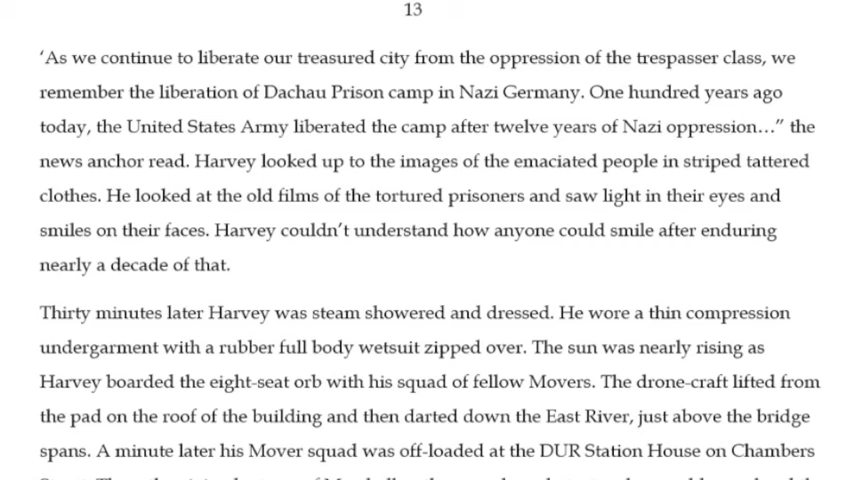 13
‘As we continue to liberate our treasured city from the oppression of the trespasser class, we
remember the liberation of Dachau Prison camp in Nazi Germany. One hundred years ago
today, the United States Army liberated the camp after twelve years of Nazi oppression…” the
news anchor read. Harvey looked up to the images of the emaciated people in striped tattered
clothes. He looked at the old films of the tortured prisoners and saw light in their eyes and
smiles on their faces. Harvey couldn’t understand how anyone could smile after enduring
nearly a decade of that.
Thirty minutes later Harvey was steam showered and dressed. He wore a thin compression
undergarment with a rubber full body wetsuit zipped over. The sun was nearly rising as
Harvey boarded the eight-seat orb with his squad of fellow Movers. The drone-craft lifted from
the pad on the roof of the building and then darted down the East River, just above the bridge
spans. A minute later his Mover squad was off-loaded at the DUR Station House on Chambers